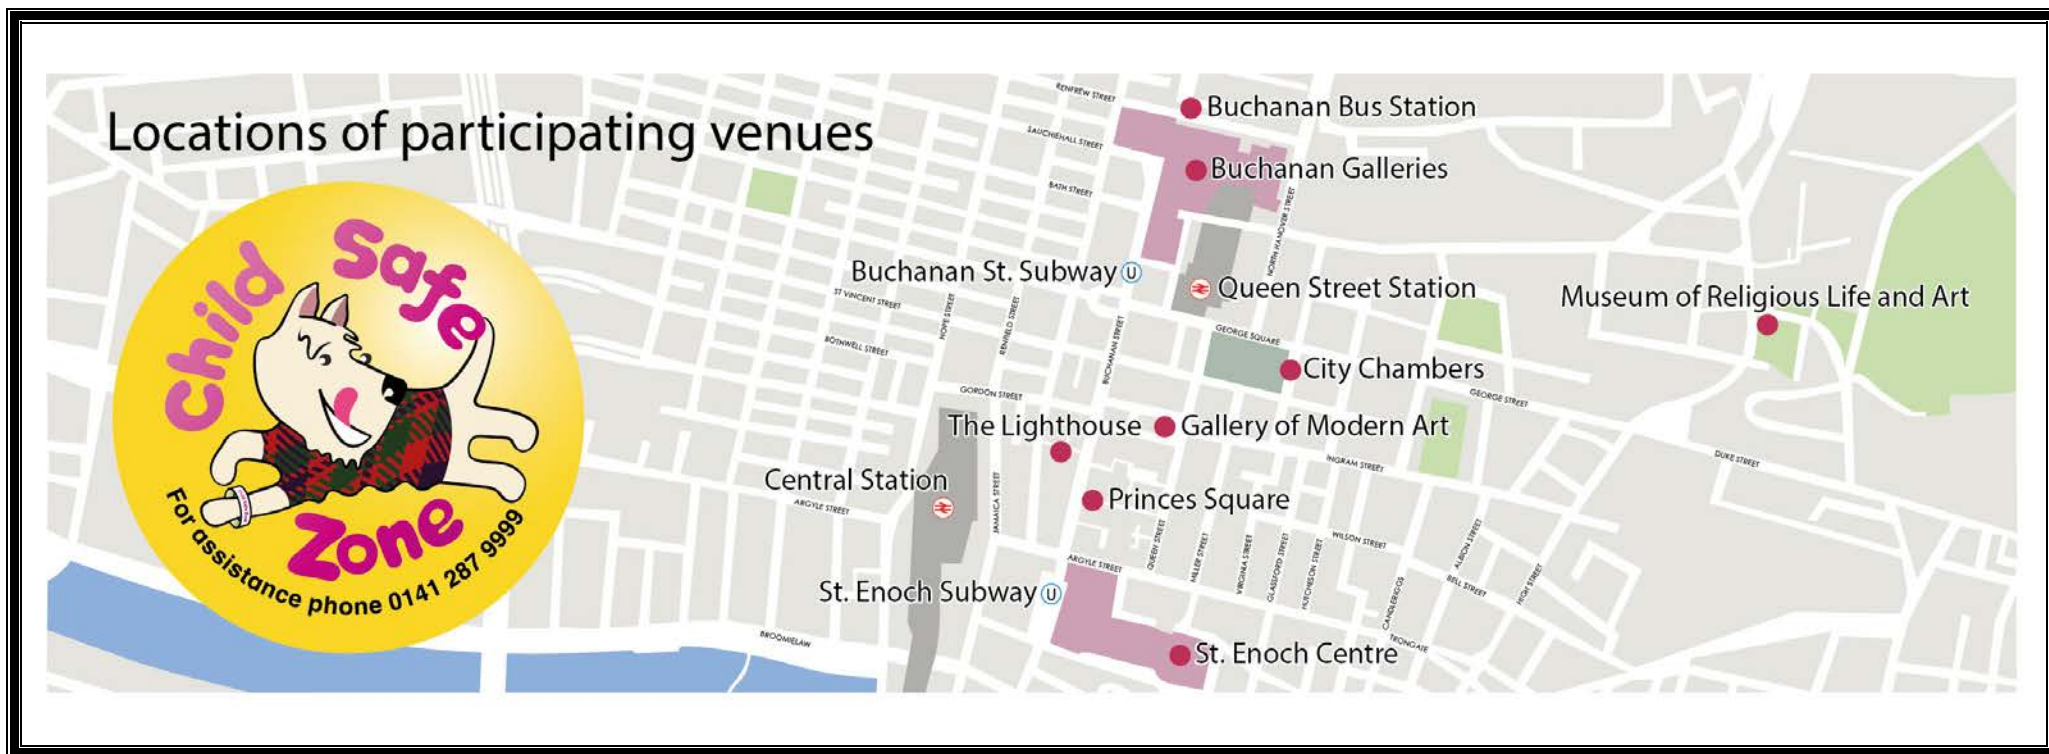 Locations of participating venues
Child
Safe
Zone
For assistance phone 0141 287 9999
RENFREW STREET
Buchanan Bus Station
SAUCHIEHALL STREET
Buchanan Galleries
BATH STREET
NORTH HANOVER STREET
Buchanan St. Subway U
Queen Street Station
Museum of Religious Life and Art
ST VINCENT STREET
HOPE STREET
RENFIELD STREET
BUCHANAN STREET
GEORGE SQUARE
BOTHWELL STREET
City Chambers
GORDON STREET
GEORGE STREET
The Lighthouse
Gallery of Modern Art
INGRAM STREET
DUKE STREET
Central Station
JAMAICA STREET
ARGYLE STREET
Princes Square
QUEEN STREET
MILLER STREET
VIRGINIA STREET
GLASSFORD STREET
HUTCHESON STREET
WILSON STREET
ALBION STREET
ARGYLE STREET
BELL STREET
HIGH STREET
CANDLERIGGS
St. Enoch Subway U
BROOMIELAW
TRONGATE
St. Enoch Centre